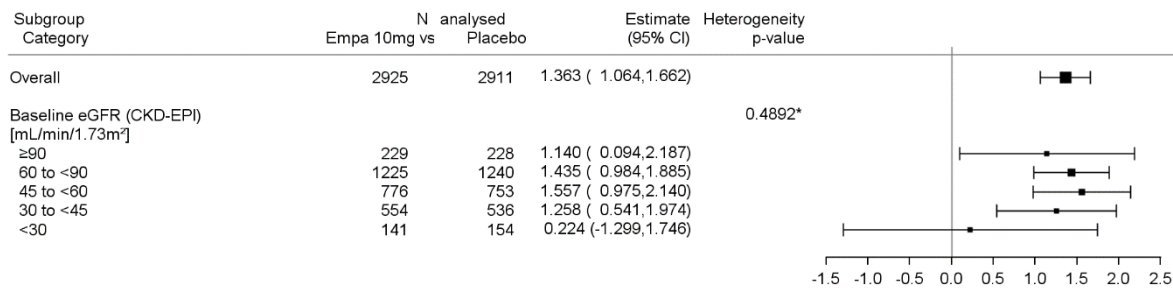 Subgroup N analysed Estimate Heterogeneity
Category Empa 10mg vs Placebo (95% CI) p-value
Overall 2925 2911 1.363 ( 1.064,1.662)
Baseline eGFR (CKD-EPI) 0.4892*
[mL/min/1.73m²]
≥90 229 228 1.140 ( 0.094,2.187)
60 to <90 1225 1240 1.435 ( 0.984,1.885)
45 to <60 776 753 1.557 ( 0.975,2.140)
30 to <45 554 536 1.258 ( 0.541,1.974)
<30 141 154 0.224 (-1.299,1.746)
-1.5 -1.0 -0.5 0.0 0.5 1.0 1.5 2.0 2.5